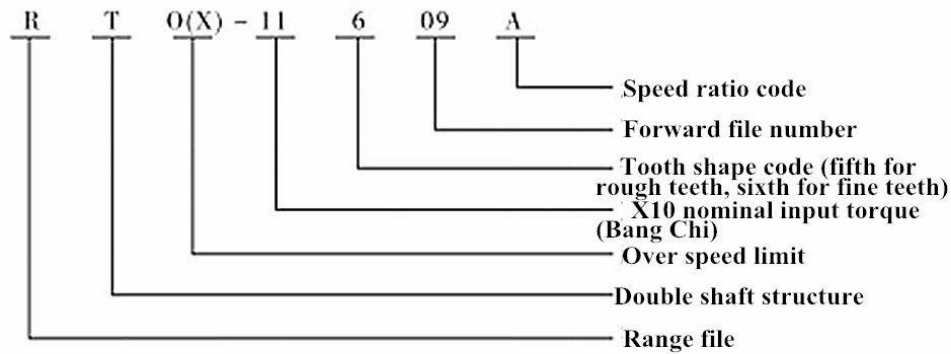 R T O(X) - 11 6 09 A
Speed ratio code
Forward file number
Tooth shape code (fifth for
rough teeth, sixth for fine teeth)
X10 nominal input torque
(Bang Chi)
Over speed limit
Double shaft structure
Range file